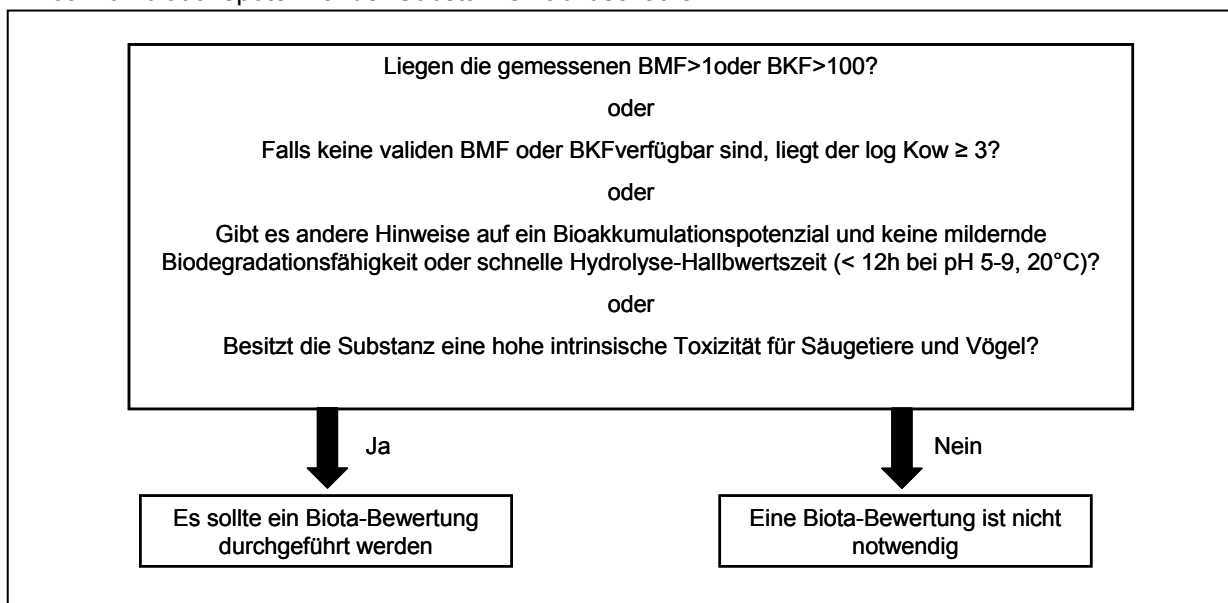 Liegen die gemessenen BMF>1oder BKF>100?
oder
Falls keine validen BMF oder BKFverfügbar sind, liegt der log Kow ≥ 3?
oder
Gibt es andere Hinweise auf ein Bioakkumulationspotenzial und keine mildernde
Biodegradationsfähigkeit oder schnelle Hydrolyse-Hallbwertszeit (< 12h bei pH 5-9, 20°C)?
oder
Besitzt die Substanz eine hohe intrinsische Toxizität für Säugetiere und Vögel?
Ja
Nein
Es sollte ein Biota-Bewertung
durchgeführt werden
Eine Biota-Bewertung ist nicht
notwendig